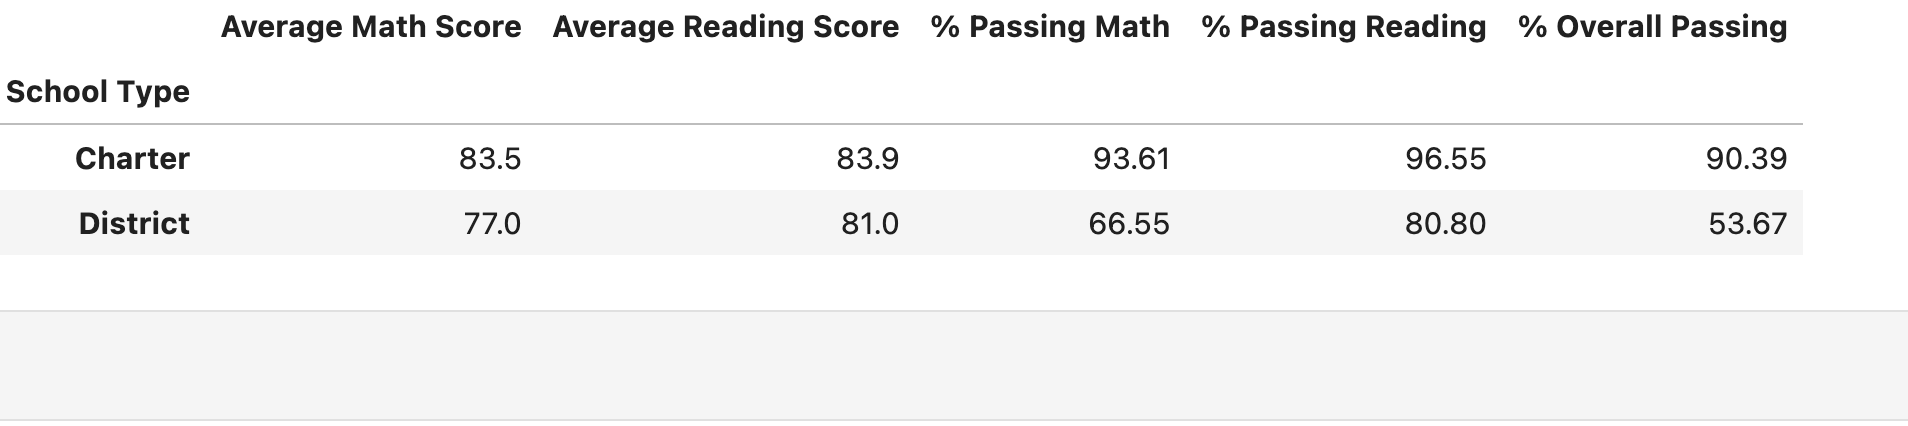 Average Math Score Average Reading Score % Passing Math % Passing Reading % Overall Passing
School Type
Charter 83.5 83.9 93.61 96.55 90.39
District 77.0 81.0 66.55 80.80 53.67